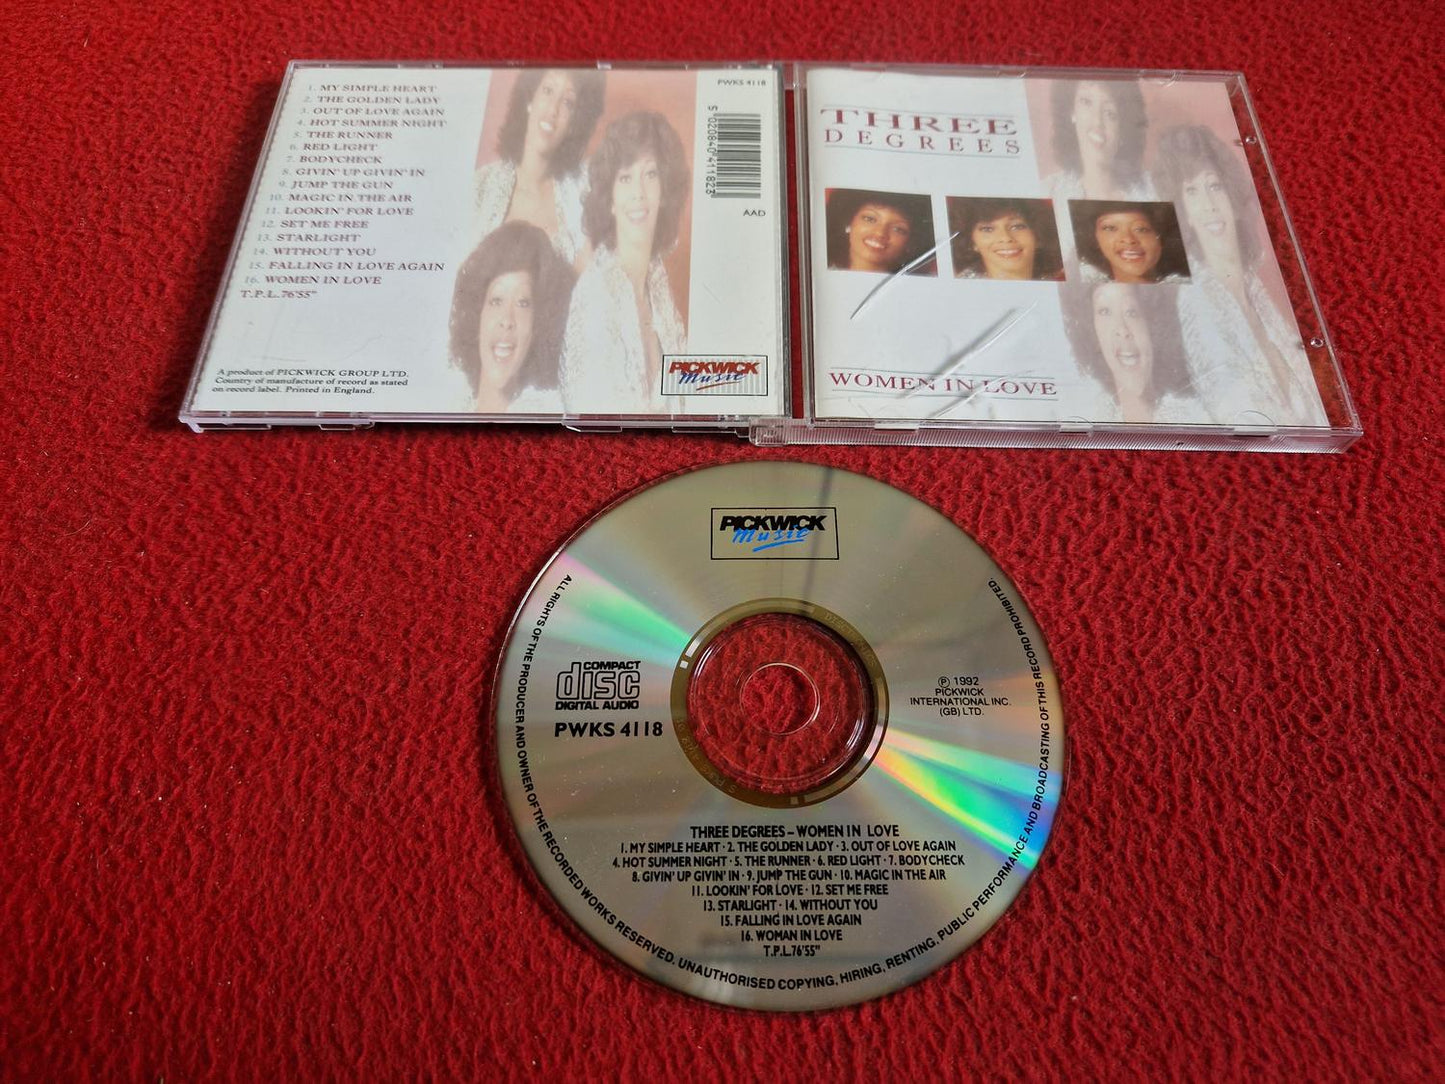 1. MY SIMPLE HEART
2. THE GOLDEN LADY
3. OUT OF LOVE AGAIN
4. HOT SUMMER NIGHT
5. THE RUNNER
6. RED LIGHT
7. BODYCHECK
8. GIVIN' UP GIVIN' IN
9. JUMP THE GUN
10. MAGIC IN THE AIR
11. LOOKIN' FOR LOVE
12. SET ME FREE
13. STARLIGHT
14. WITHOUT YOU
15. FALLING IN LOVE AGAIN
16. WOMEN IN LOVE
T.P.L.76'55"
A product of PICKWICK GROUP LTD.
Country of manufacture of record as stated
on record label. Printed in England.
PWKS 4118
5 020840 411823
AAD
PICKWICK
Music
THREE
DEGREES
WOMEN IN LOVE
PICKWICK
music
COMPACT
disc
DIGITAL AUDIO
PWKS 4118
℗ 1992
PICKWICK
INTERNATIONAL INC.
(GB) LTD.
THREE DEGREES – WOMEN IN LOVE
1. MY SIMPLE HEART · 2. THE GOLDEN LADY · 3. OUT OF LOVE AGAIN
4. HOT SUMMER NIGHT · 5. THE RUNNER · 6. RED LIGHT · 7. BODYCHECK
8. GIVIN' UP GIVIN' IN · 9. JUMP THE GUN · 10. MAGIC IN THE AIR
11. LOOKIN' FOR LOVE · 12. SET ME FREE
13. STARLIGHT · 14. WITHOUT YOU
15. FALLING IN LOVE AGAIN
16. WOMAN IN LOVE
T.P.L.76'55"
ALL RIGHTS OF THE PRODUCER AND OWNER OF THE RECORDED WORKS RESERVED. UNAUTHORISED COPYING, HIRING, RENTING, PUBLIC PERFORMANCE AND BROADCASTING OF THIS RECORD PROHIBITED.